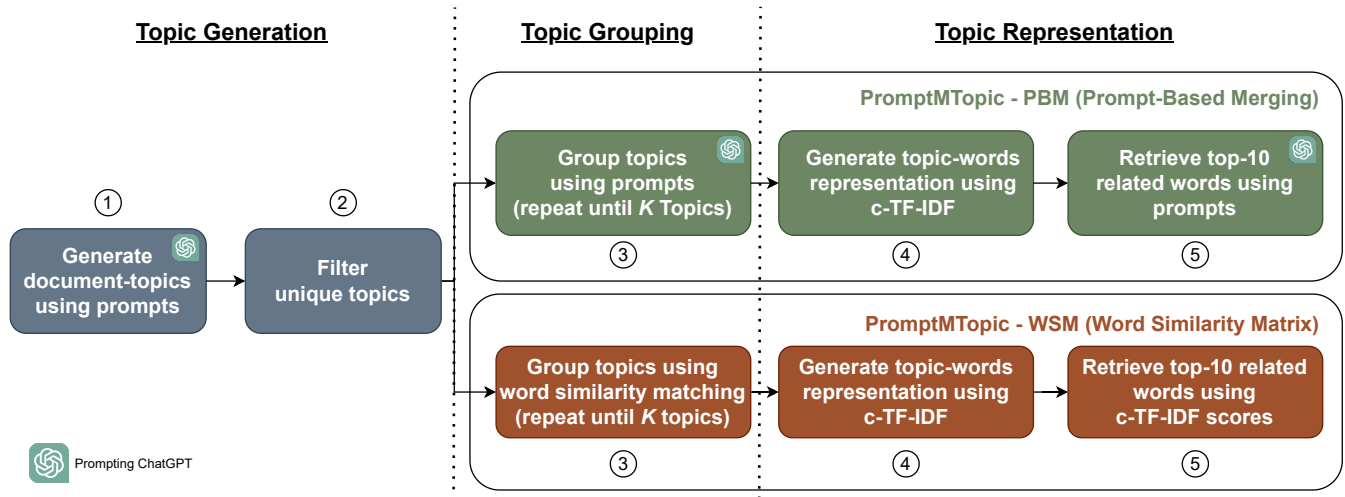 Topic Generation
Topic Grouping
Topic Representation
PromptMTopic - PBM (Prompt-Based Merging)
1
Generate
document-topics
using prompts
2
Filter
unique topics
Group topics
using prompts
(repeat until K Topics)
3
Generate topic-words
representation using
c-TF-IDF
4
Retrieve top-10
related words using
prompts
5
PromptMTopic - WSM (Word Similarity Matrix)
Group topics using
word similarity matching
(repeat until K topics)
3
Generate topic-words
representation using
c-TF-IDF
4
Retrieve top-10 related
words using
c-TF-IDF scores
5
Prompting ChatGPT